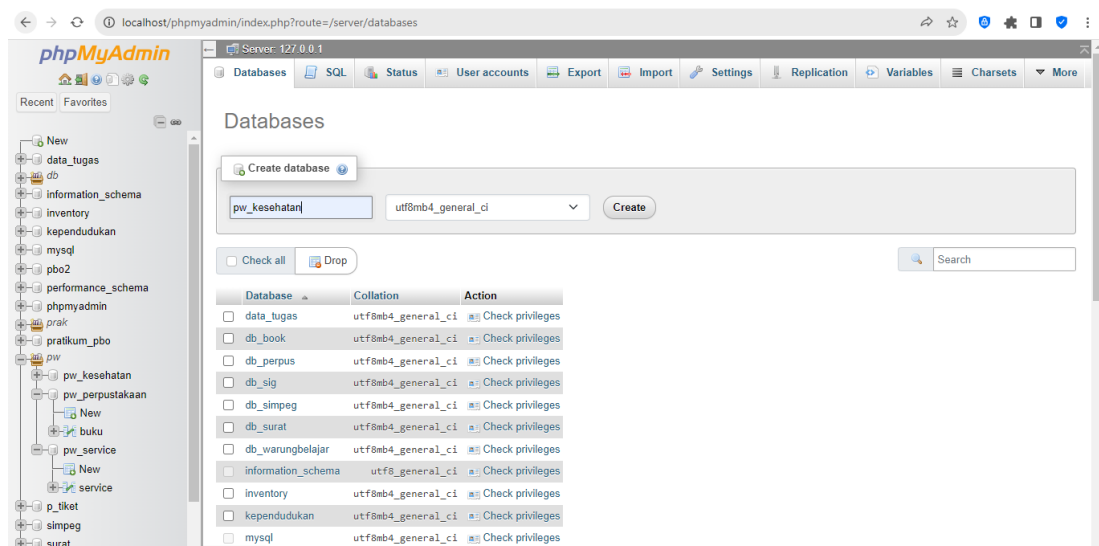 localhost/phpmyadmin/index.php?route=/server/databases
phpMyAdmin
Recent Favorites
New
data_tugas
db
information_schema
inventory
kependudukan
mysql
pbo2
performance_schema
phpmyadmin
prak
pratikum_pbo
pw
pw_kesehatan
pw_perpustakaan
New
buku
pw_service
New
service
p_tiket
simpeg
surat
Server: 127.0.0.1
Databases SQL Status User accounts Export Import Settings Replication Variables Charsets More
Databases
Create database
pw_kesehatan utf8mb4_general_ci Create
Check all Drop Search
Database Collation Action
data_tugas utf8mb4_general_ci Check privileges
db_book utf8mb4_general_ci Check privileges
db_perpus utf8mb4_general_ci Check privileges
db_sig utf8mb4_general_ci Check privileges
db_simpeg utf8mb4_general_ci Check privileges
db_surat utf8mb4_general_ci Check privileges
db_warungbelajar utf8mb4_general_ci Check privileges
information_schema utf8_general_ci Check privileges
inventory utf8mb4_general_ci Check privileges
kependudukan utf8mb4_general_ci Check privileges
mysql utf8mb4_general_ci Check privileges